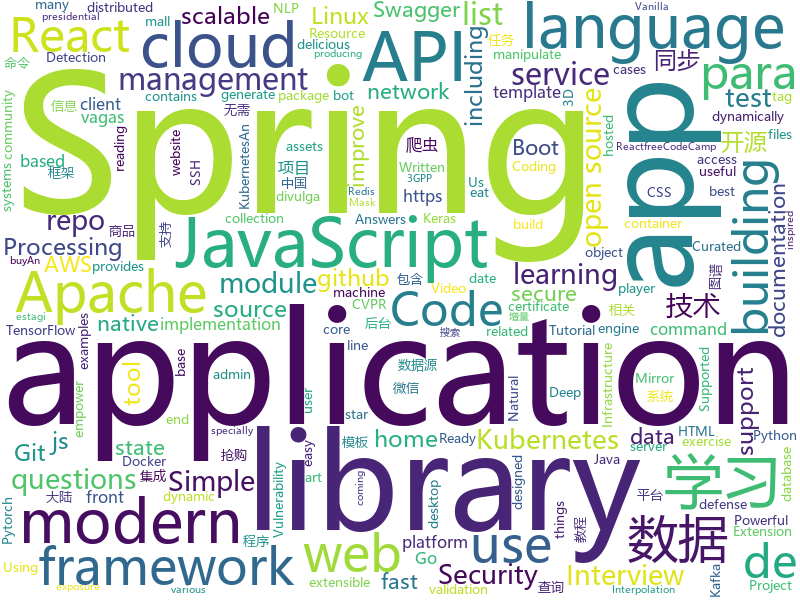 many
presidential
distributed
mall
NLP
Linux
Swagger
list
任务
manipulate
命令
Detection
Resource
delicious
bot
producing
scalable
React
cloud
API
including
language
3D
cases
tag
management
contains
generate
package
service
同步
para
信息
client
无需
template
test
dynamically
files
systems community
vagas
network
hosted
based
reading
website
SSH
KubernetesAn
assets
3GPP
Boot
爬虫
improve
open source
开源
ReactfreeCodeCamp
access
useful
框架
项目
中国
divulga
Redis
Mask
Written
https
Us
eat
Coding
CSS
best
building
documentation
inspired
Spring
app
repo
商品
支持
JavaScript
collection
Answers
Keras
build
container
Vanilla
Processing
buyAn
AWS
provides
module
github
Video
learning
object
Curated
图谱
Apache
Code
date
player
包含
secure
技术
TensorFlow
examples
native
implementation
source
machine
CVPR
后台
certificate
增量
相关
engine
Tutorial
related
command
estagi
tool
base
core
line
数据源
搜索
Infrastructure
Supported
application
empower
end
admin
user
微信
Natural
Deep
系统
Mirror
Git
js
state
star
home
Kubernetes
data
HTML
exercise
Python
Ready
support
学习
questions
Docker
集成
抢购
specially
front
Simple
easy
模板
desktop
designed
Java
server
大陆
dynamic
Vulnerability
coming
art
platform
things
平台
defense
database
library
modern
Pytorch
程序
Using
exposure
framework
web
use
数据
de
Powerful
Extension
Project
various
extensible
fast
validation
Go
Kafka
Security
教程
查询
Interview
Interpolation